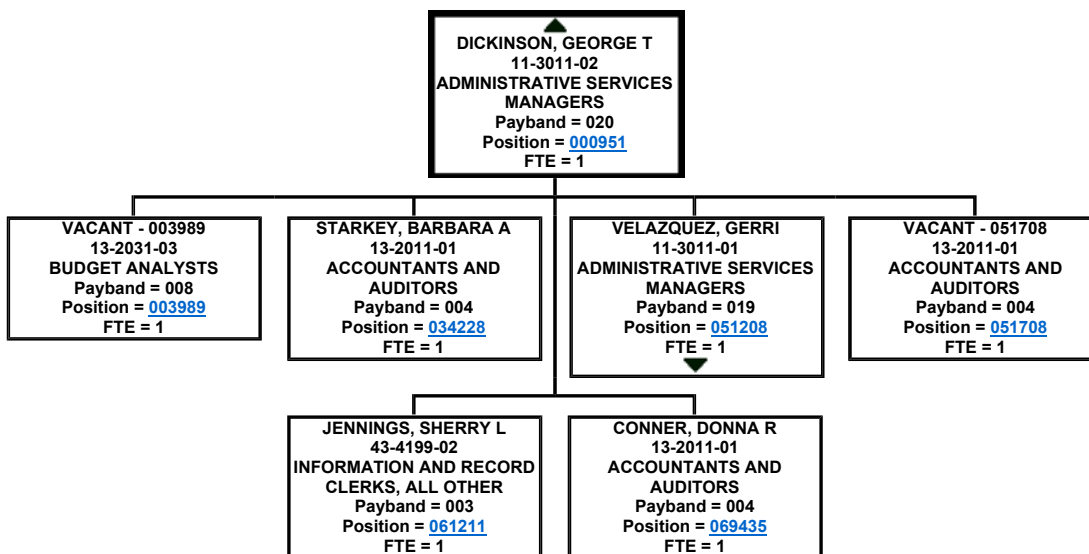 DICKINSON, GEORGE T
11-3011-02
ADMINISTRATIVE SERVICES
MANAGERS
Payband = 020
Position = 000951
FTE = 1
VACANT - 003989
13-2031-03
BUDGET ANALYSTS
Payband = 008
Position = 003989
FTE = 1
STARKEY, BARBARA A
13-2011-01
ACCOUNTANTS AND
AUDITORS
Payband = 004
Position = 034228
FTE = 1
VELAZQUEZ, GERRI
11-3011-01
ADMINISTRATIVE SERVICES
MANAGERS
Payband = 019
Position = 051208
FTE = 1
VACANT - 051708
13-2011-01
ACCOUNTANTS AND
AUDITORS
Payband = 004
Position = 051708
FTE = 1
JENNINGS, SHERRY L
43-4199-02
INFORMATION AND RECORD
CLERKS, ALL OTHER
Payband = 003
Position = 061211
FTE = 1
CONNER, DONNA R
13-2011-01
ACCOUNTANTS AND
AUDITORS
Payband = 004
Position = 069435
FTE = 1